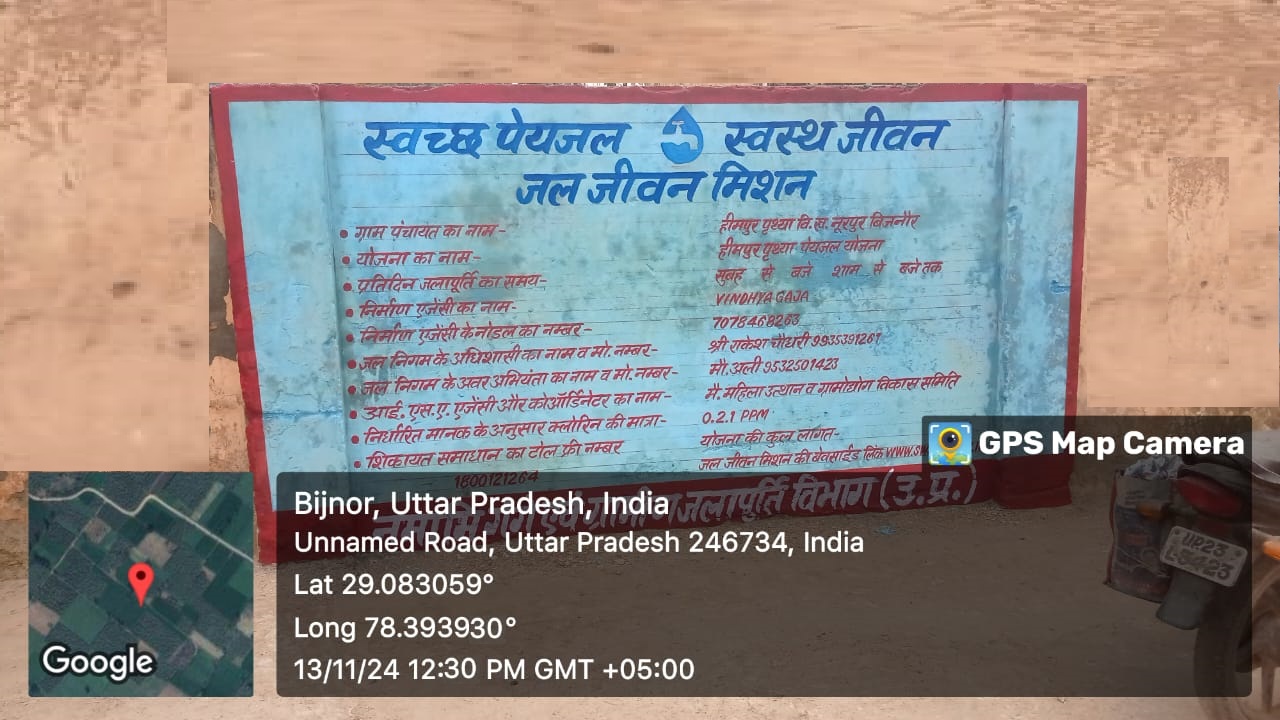 स्वच्छ पेयजल स्वस्थ जीवन
जल जीवन मिशन
• ग्राम पंचायत का नाम- हीमपुर पृथ्या वि.ख. नूरपुर बिजनौर
• योजना का नाम- हीमपुर पृथ्या पेयजल योजना
• प्रतिदिन जलापूर्ति का समय- सुबह से बजे शाम से बजे तक
• निर्माण एजेंसी का नाम- VINDHYA GAJA
• निर्माण एजेंसी के नोडल का नम्बर- 7078468263
• जल निगम के अधिशासी का नाम व मो. नम्बर- श्री राकेश चौधरी 9935391261
• जल निगम के अवर अभियंता का नाम व मो. नम्बर- मौ. अली 9532501423
• आई. एस. ए. एजेंसी और कोऑर्डिनेटर का नाम- मै. महिला उत्थान व ग्रामोद्योग विकास समिति
• निर्धारित मानक के अनुसार क्लोरिन की मात्रा- 0.2.1 PPM
• शिकायत समाधान का टोल फ्री नम्बर योजना की कुल लागत-
1800121264 जल जीवन मिशन की वेवसाईड लिंक
जलापूर्ति विभाग (उ.प्र.)
GPS Map Camera
Bijnor, Uttar Pradesh, India
Unnamed Road, Uttar Pradesh 246734, India
Lat 29.083059°
Long 78.393930°
13/11/24 12:30 PM GMT +05:00
Google
UP23
L-5423